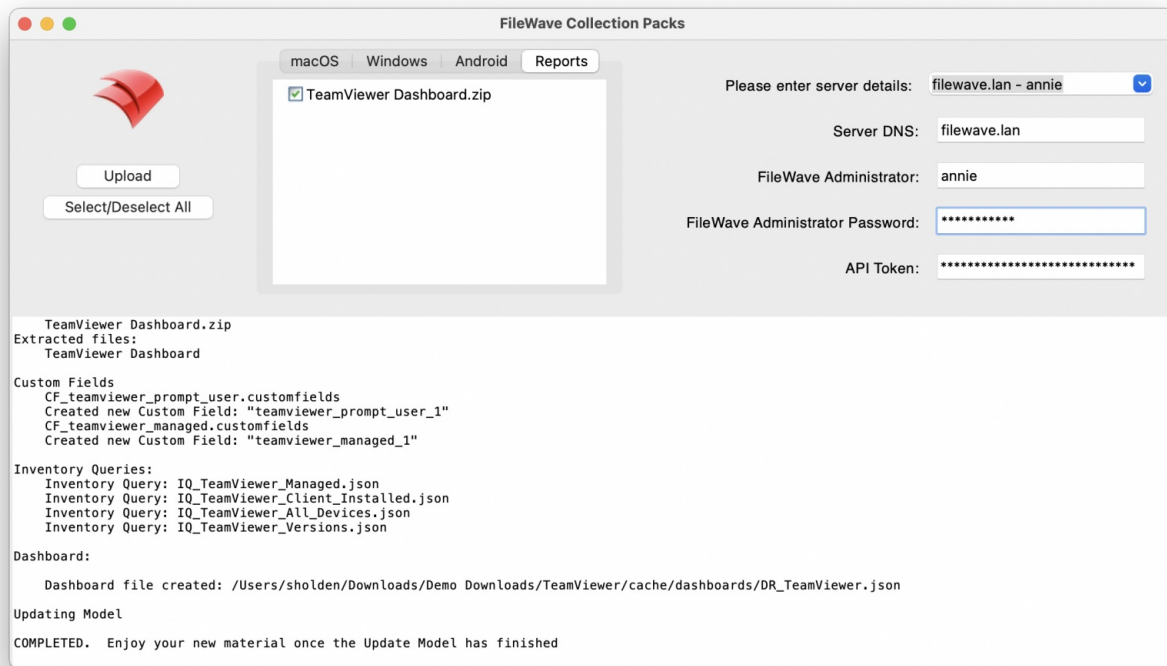 FileWave Collection Packs
macOS
Windows
Android
Reports
TeamViewer Dashboard.zip
Upload
Select/Deselect All
Please enter server details:
filewave.lan - annie
Server DNS:
filewave.lan
FileWave Administrator:
annie
FileWave Administrator Password:
***********
API Token:
*****************************
TeamViewer Dashboard.zip
Extracted files:
TeamViewer Dashboard
Custom Fields
CF_teamviewer_prompt_user.customfields
Created new Custom Field: "teamviewer_prompt_user_1"
CF_teamviewer_managed.customfields
Created new Custom Field: "teamviewer_managed_1"
Inventory Queries:
Inventory Query: IQ_TeamViewer_Managed.json
Inventory Query: IQ_TeamViewer_Client_Installed.json
Inventory Query: IQ_TeamViewer_All_Devices.json
Inventory Query: IQ_TeamViewer_Versions.json
Dashboard:
Dashboard file created: /Users/sholden/Downloads/Demo Downloads/TeamViewer/cache/dashboards/DR_TeamViewer.json
Updating Model
COMPLETED.  Enjoy your new material once the Update Model has finished